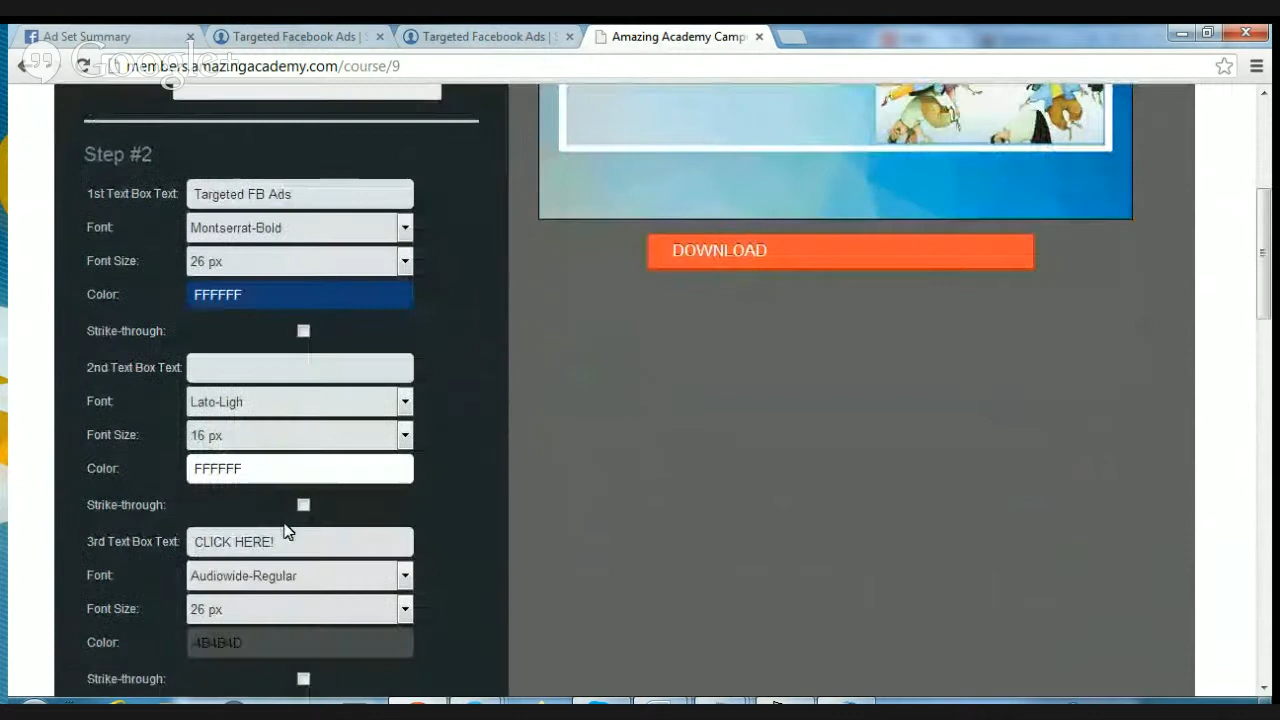 Ad Set Summary
Targeted Facebook Ads |
Targeted Facebook Ads |
Amazing Academy Camp
Google+
members.amazingacademy.com/course/9
Step #2
1st Text Box Text: Targeted FB Ads
Font: Montserrat-Bold
Font Size: 26 px
Color: FFFFFF
Strike-through:
2nd Text Box Text:
Font: Lato-Ligh
Font Size: 16 px
Color: FFFFFF
Strike-through:
3rd Text Box Text: CLICK HERE!
Font: Audiowide-Regular
Font Size: 26 px
Color: 4B4B4D
Strike-through:
DOWNLOAD